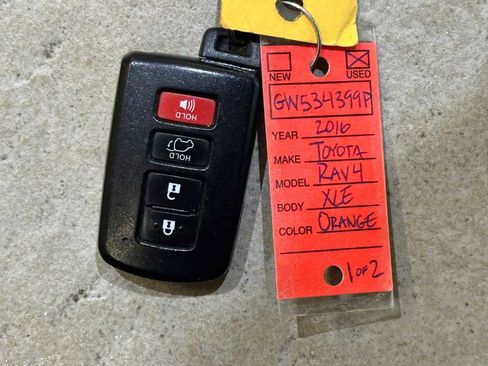 HOLD
HOLD
NEW USED
GW534399P
YEAR 2016
MAKE TOYOTA
MODEL RAV4
BODY XLE
COLOR ORANGE
1 OF 2